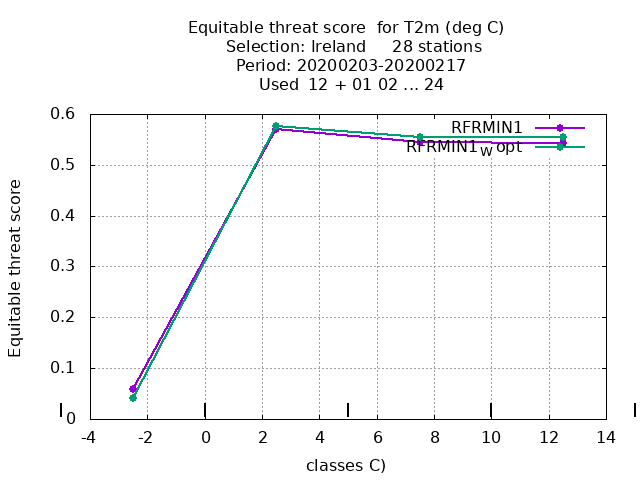 Equitable threat score  for T2m (deg C)
Selection: Ireland     28 stations
Period: 20200203-20200217
Used  12 + 01 02 ... 24
RFRMIN1
RFRMIN1W opt
Equitable threat score
0.6
0.5
0.4
0.3
0.2
0.1
0
-4 -2 0 2 4 6 8 10 12 14
classes C)